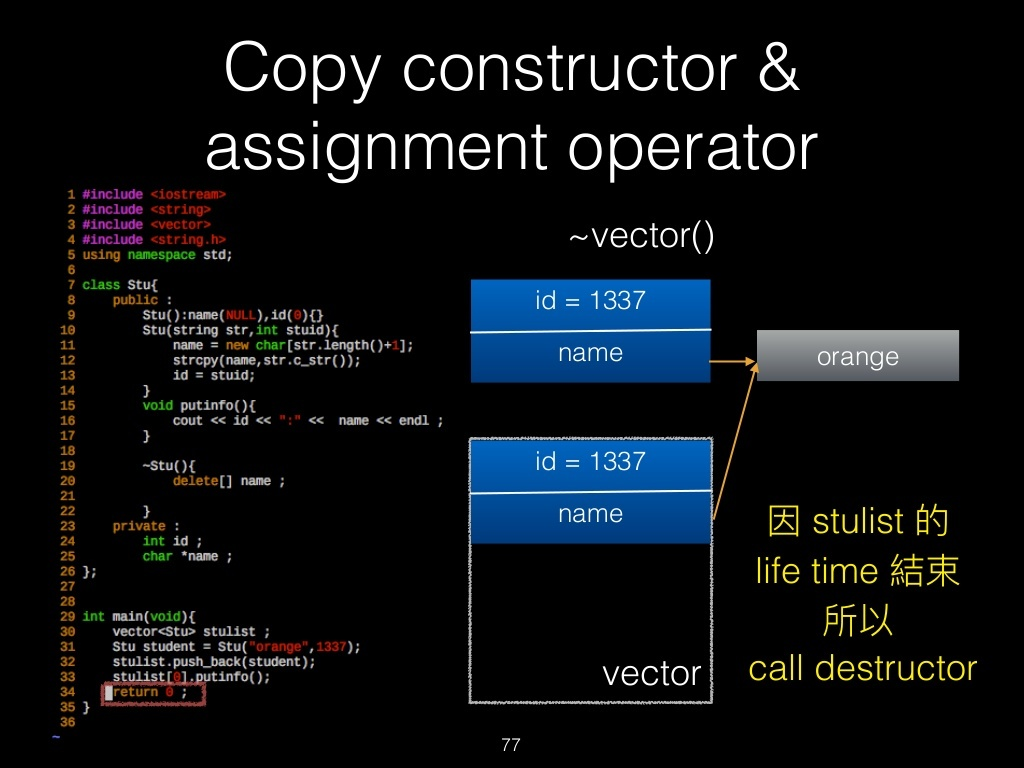 Copy constructor &
assignment operator
1 #include <iostream>
2 #include <string>
3 #include <vector>
4 #include <string.h>
5 using namespace std;
6
7 class Stu{
8     public :
9         Stu():name(NULL),id(0){}
10         Stu(string str,int stuid){
11             name = new char[str.length()+1];
12             strcpy(name,str.c_str());
13             id = stuid;
14         }
15         void putinfo(){
16             cout << id << ":" <<  name << endl ;
17         }
18
19         ~Stu(){
20             delete[] name ;
21
22         }
23     private :
24         int id ;
25         char *name ;
26 };
27
28
29 int main(void){
30     vector<Stu> stulist ;
31     Stu student = Stu("orange",1337);
32     stulist.push_back(student);
33     stulist[0].putinfo();
34     return 0 ;
35 }
36
~
~vector()
id = 1337
name
orange
id = 1337
name
vector
因 stulist 的
life time 結束
所以
call destructor
77